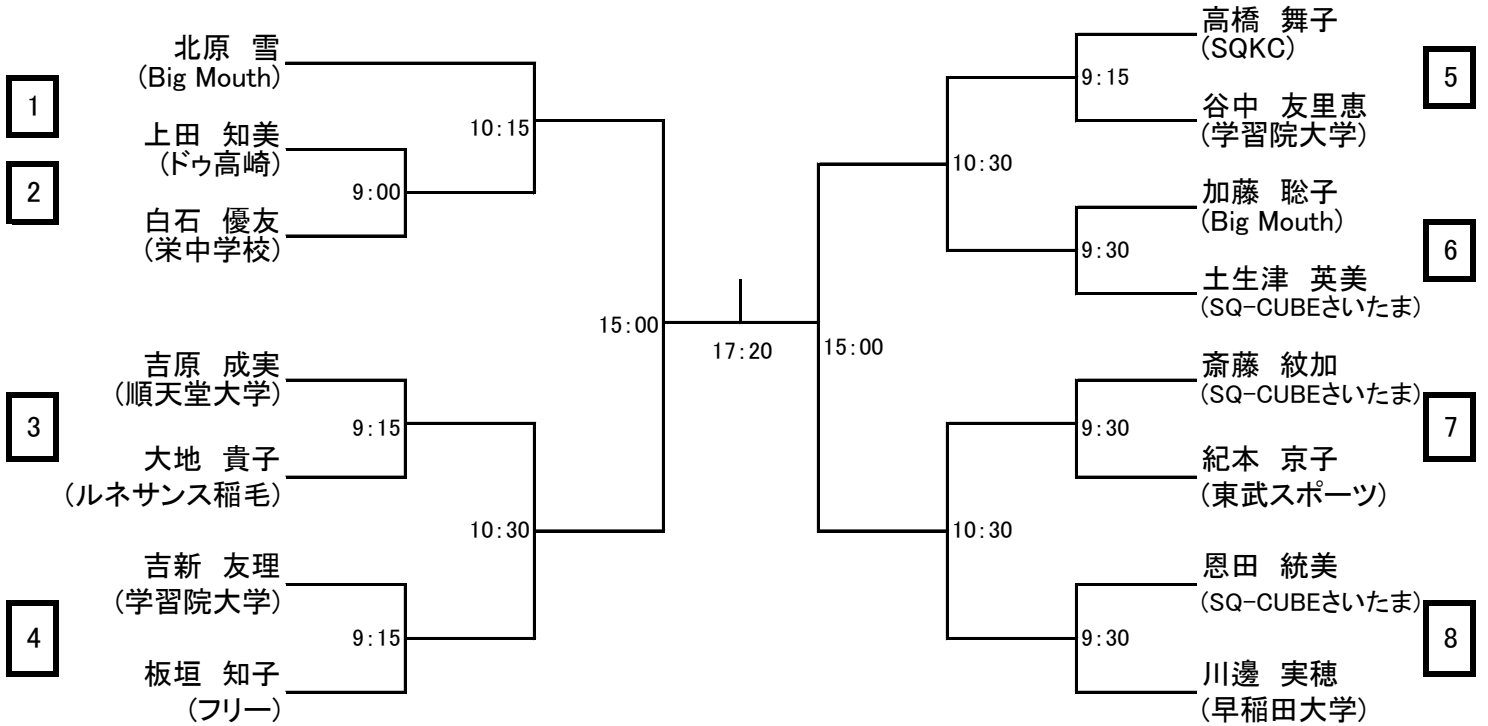 1
北原　雪
(Big Mouth)
10:15
2
上田　知美
(ドゥ高崎)
9:00
白石　優友
(栄中学校)
15:00
3
吉原　成実
(順天堂大学)
9:15
大地　貴子
(ルネサンス稲毛)
10:30
4
吉新　友理
(学習院大学)
9:15
板垣　知子
(フリー)
17:20
高橋　舞子
(SQKC)
9:15
5
谷中　友里恵
(学習院大学)
10:30
加藤　聡子
(Big Mouth)
9:30
6
土生津　英美
(SQ-CUBEさいたま)
15:00
斎藤　紋加
(SQ-CUBEさいたま)
9:30
7
紀本　京子
(東武スポーツ)
10:30
恩田　統美
(SQ-CUBEさいたま)
9:30
8
川邊　実穂
(早稲田大学)